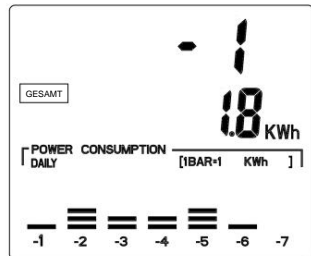 -1
GESAMT
1.8 KWh
POWER CONSUMPTION
DAILY [1BAR=1 KWh ]
-1 -2 -3 -4 -5 -6 -7